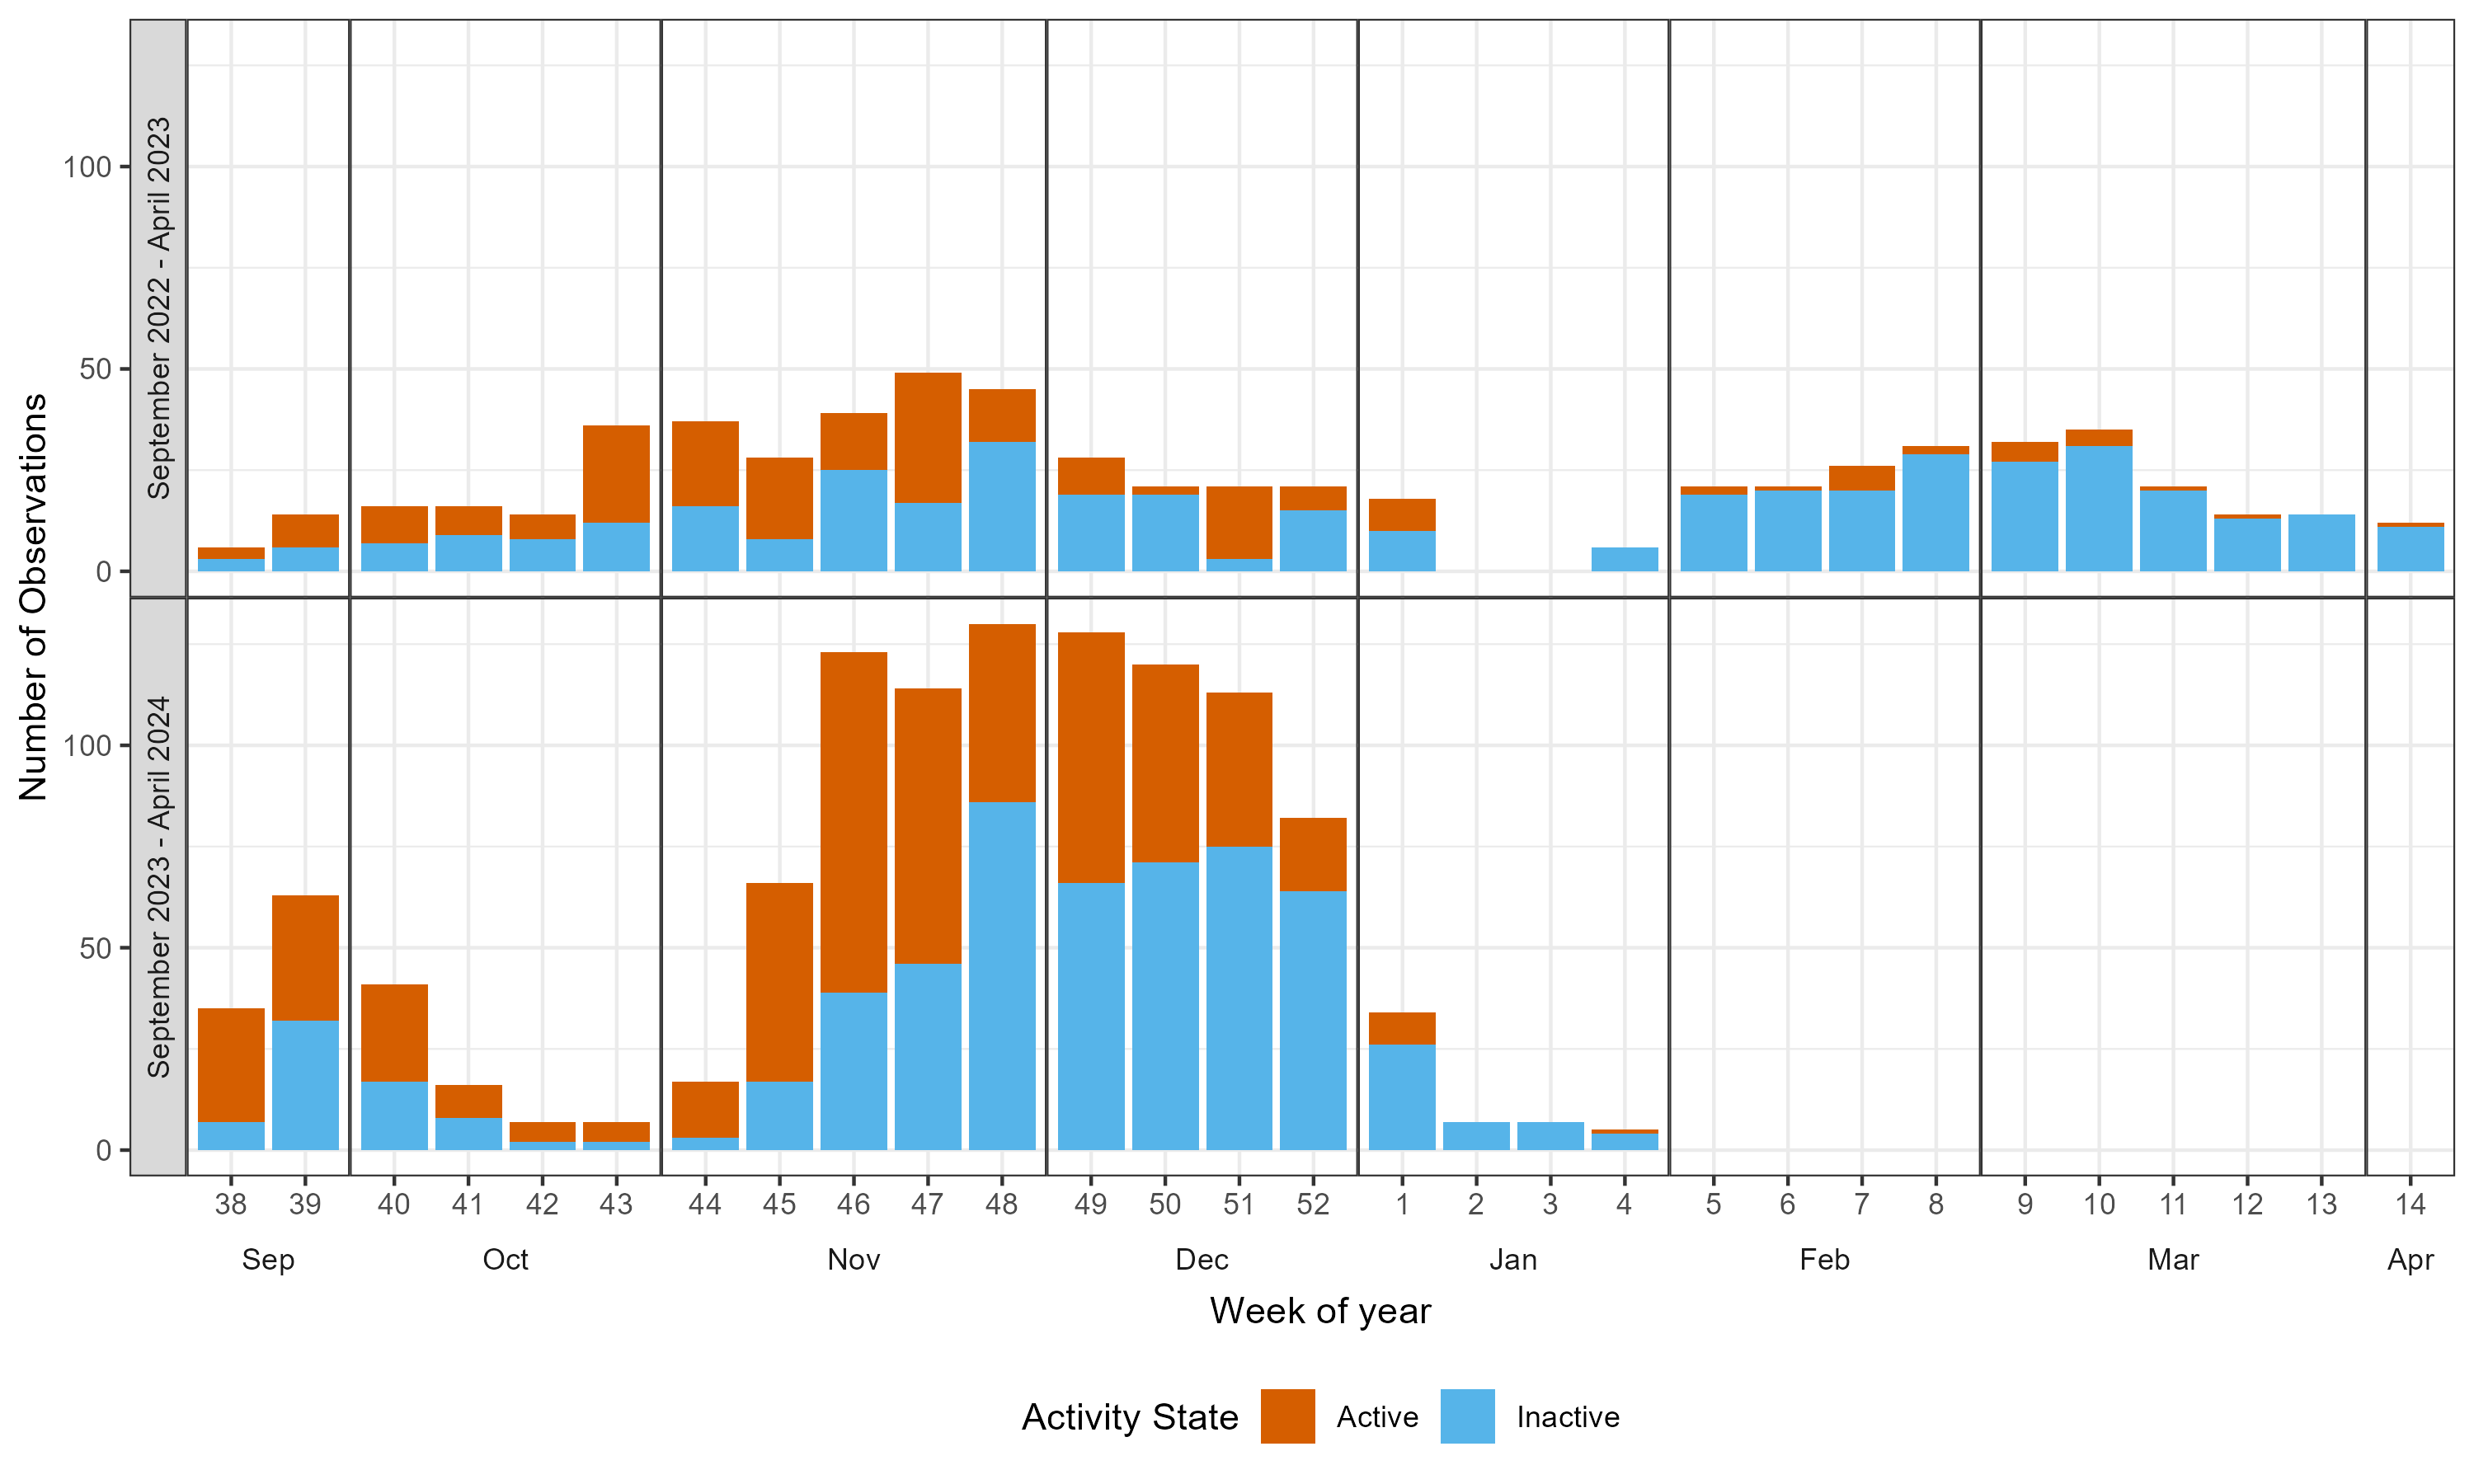 Number of Observations
September 2022 - April 2023
100
50
0
September 2023 - April 2024
100
50
0
38 39 40 41 42 43 44 45 46 47 48 49 50 51 52 1 2 3 4 5 6 7 8 9 10 11 12 13 14
Sep Oct Nov Dec Jan Feb Mar Apr
Week of year
Activity State Active Inactive